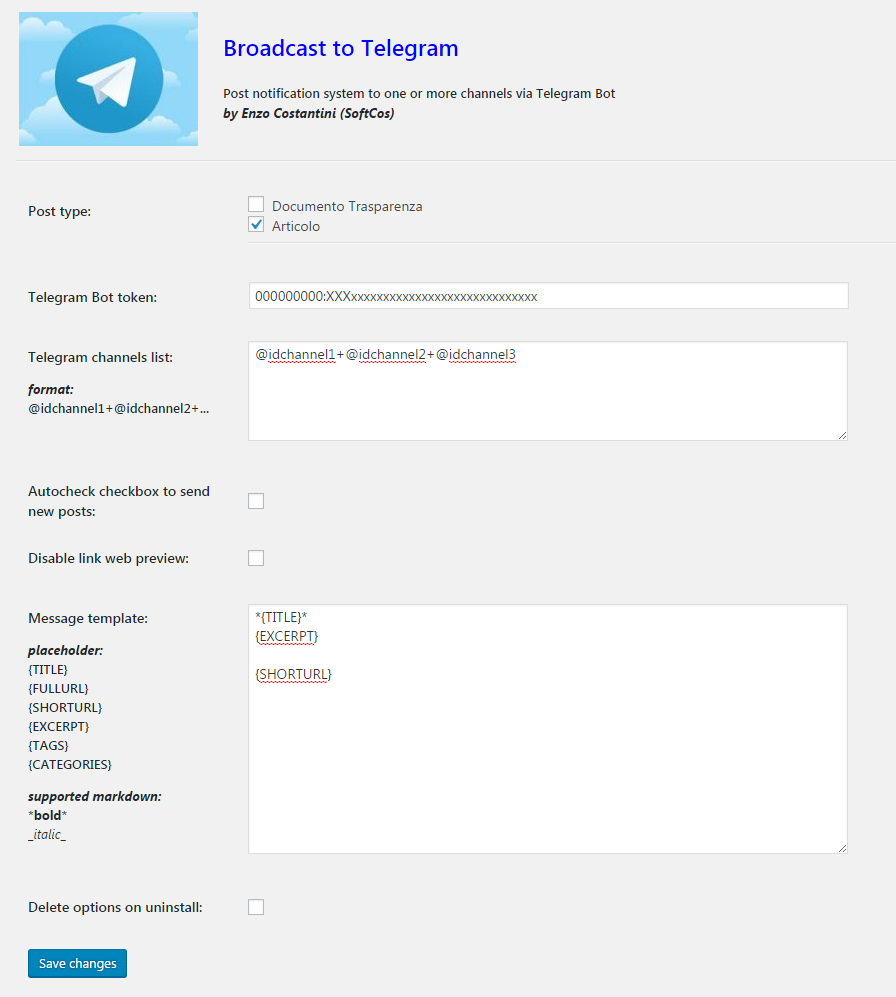 Broadcast to Telegram
Post notification system to one or more channels via Telegram Bot
by Enzo Costantini (SoftCos)
Post type:
Documento Trasparenza
Articolo
Telegram Bot token:
000000000:XXXxxxxxxxxxxxxxxxxxxxxxxxxxxxxxx
Telegram channels list:
@idchannel1+@idchannel2+@idchannel3
format:
@idchannel1+@idchannel2+...
Autocheck checkbox to send
new posts:
Disable link web preview:
Message template:
*{TITLE}*
{EXCERPT}
{SHORTURL}
placeholder:
{TITLE}
{FULLURL}
{SHORTURL}
{EXCERPT}
{TAGS}
{CATEGORIES}
supported markdown:
*bold*
_italic_
Delete options on uninstall:
Save changes